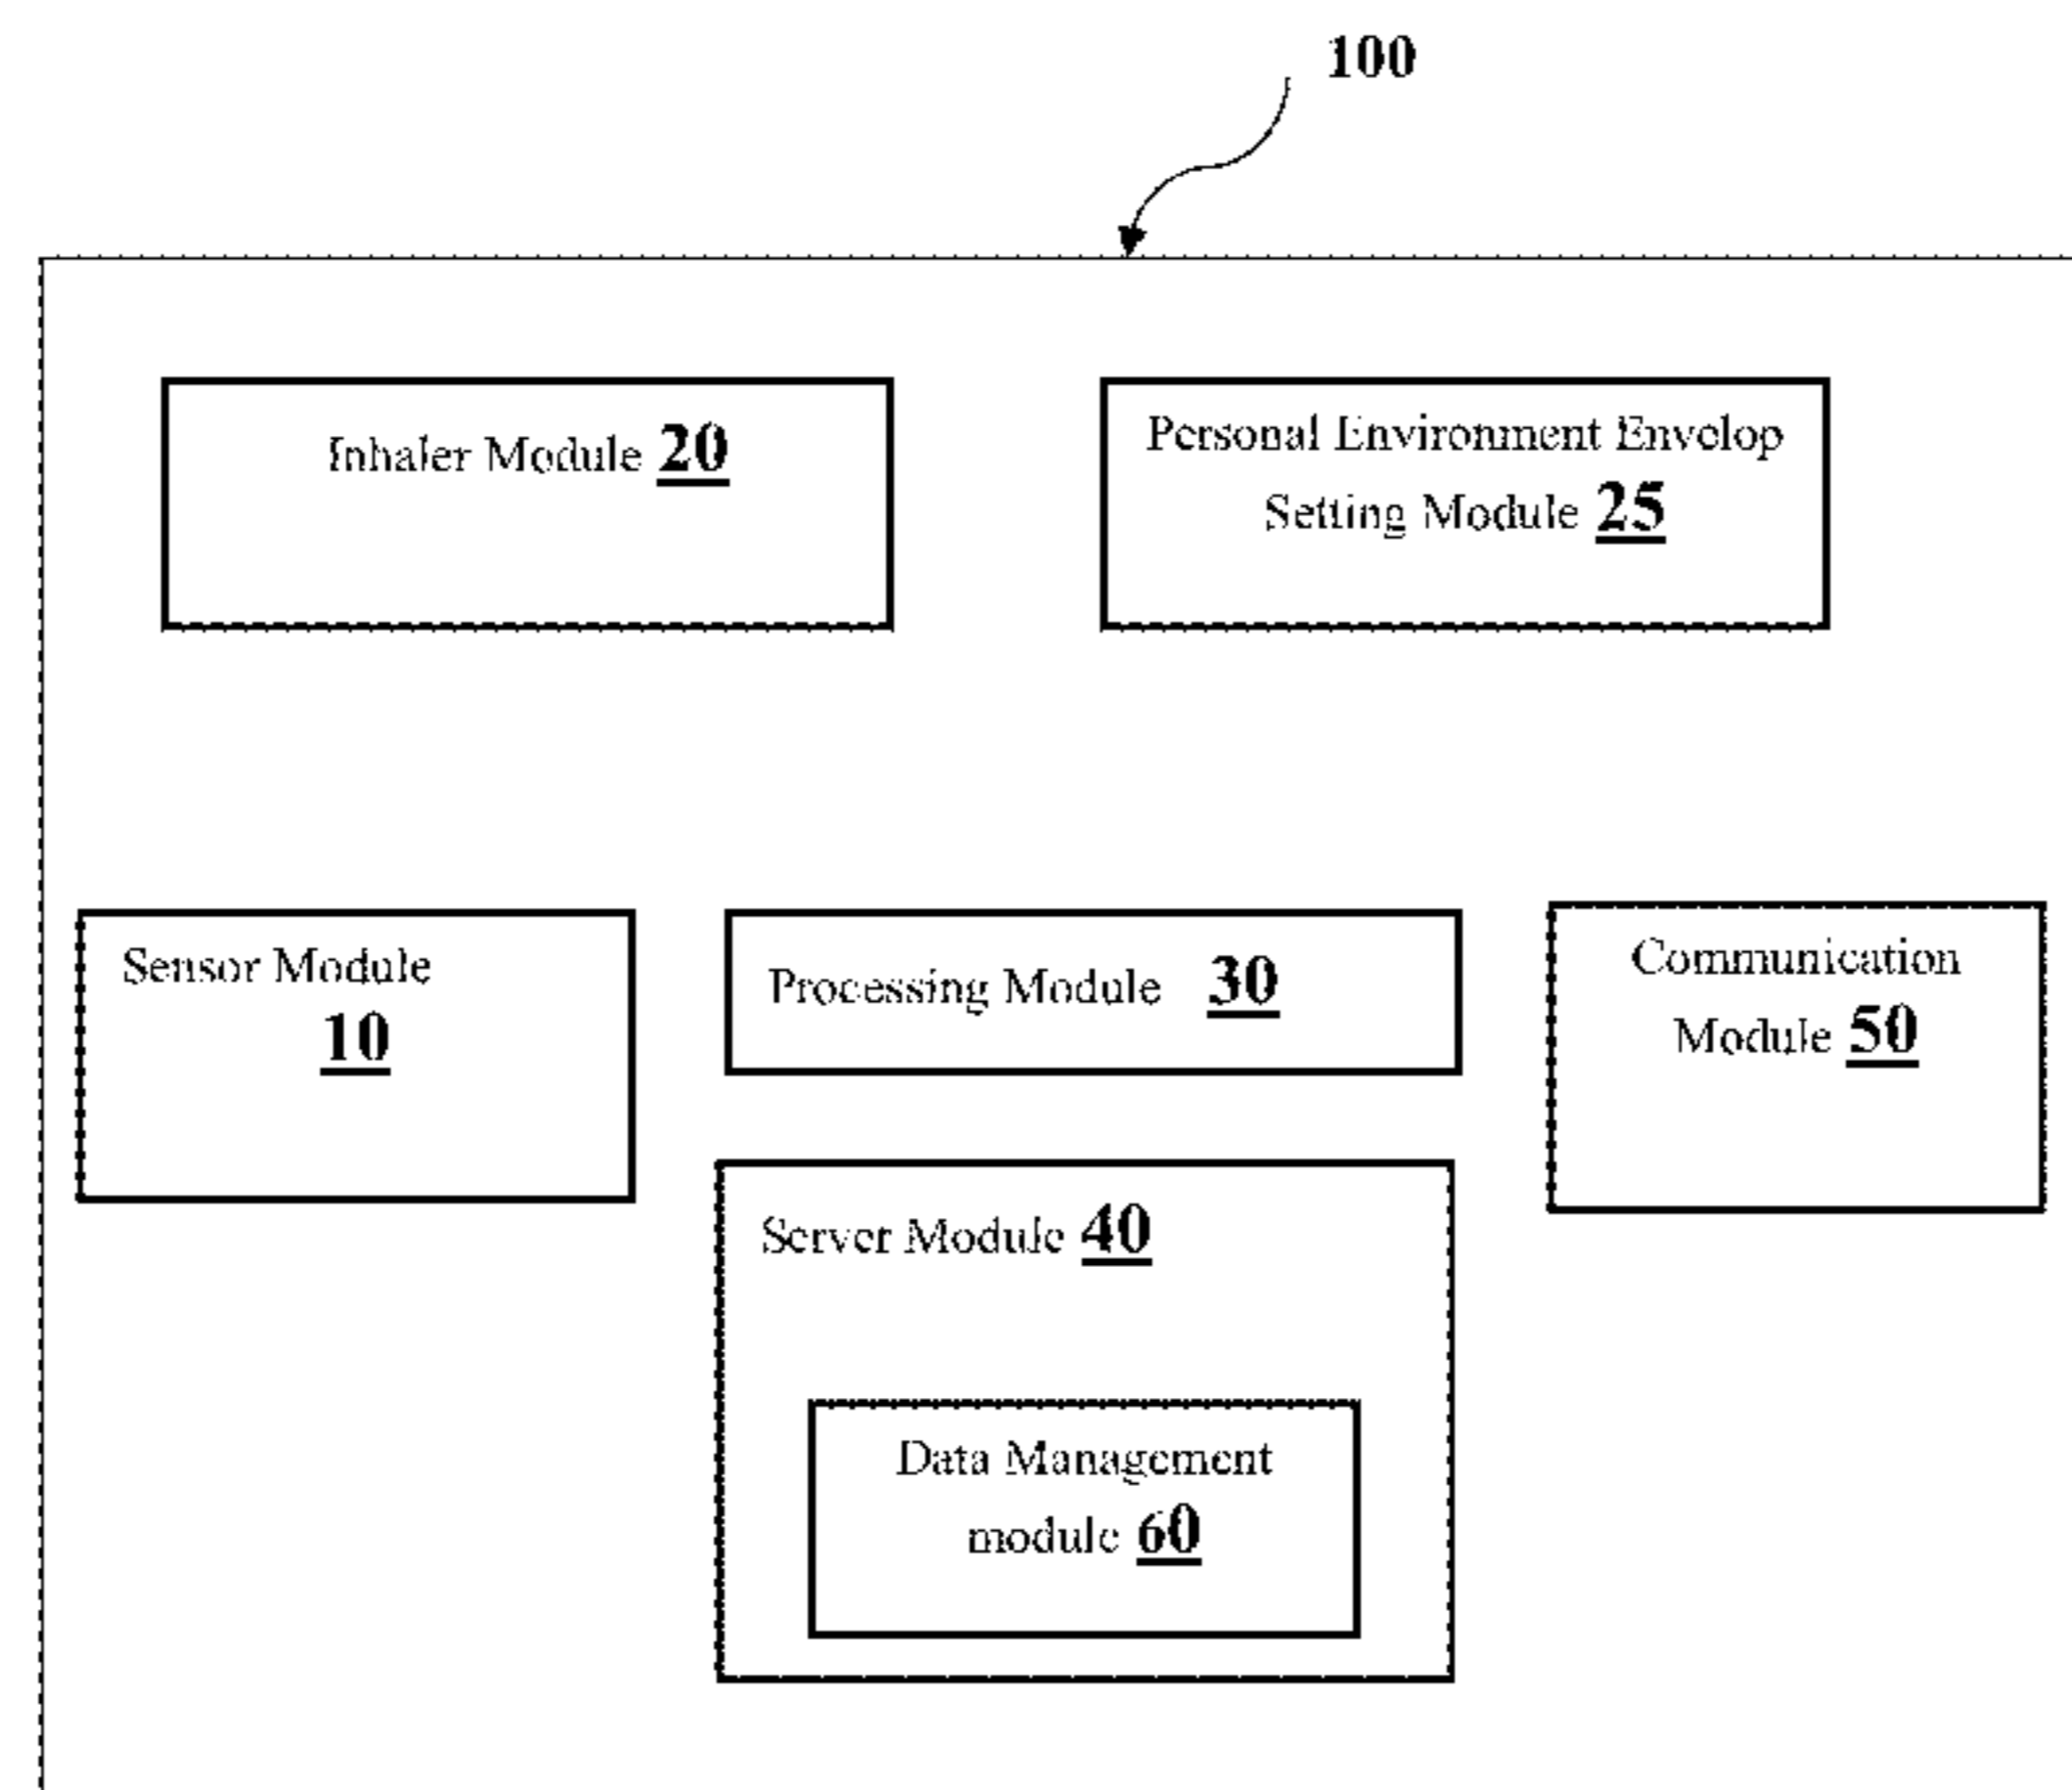 100
Inhaler Module 20
Personal Environment Envelop
Setting Module 25
Sensor Module
10
Processing Module 30
Communication
Module 50
Server Module 40
Data Management
module 60